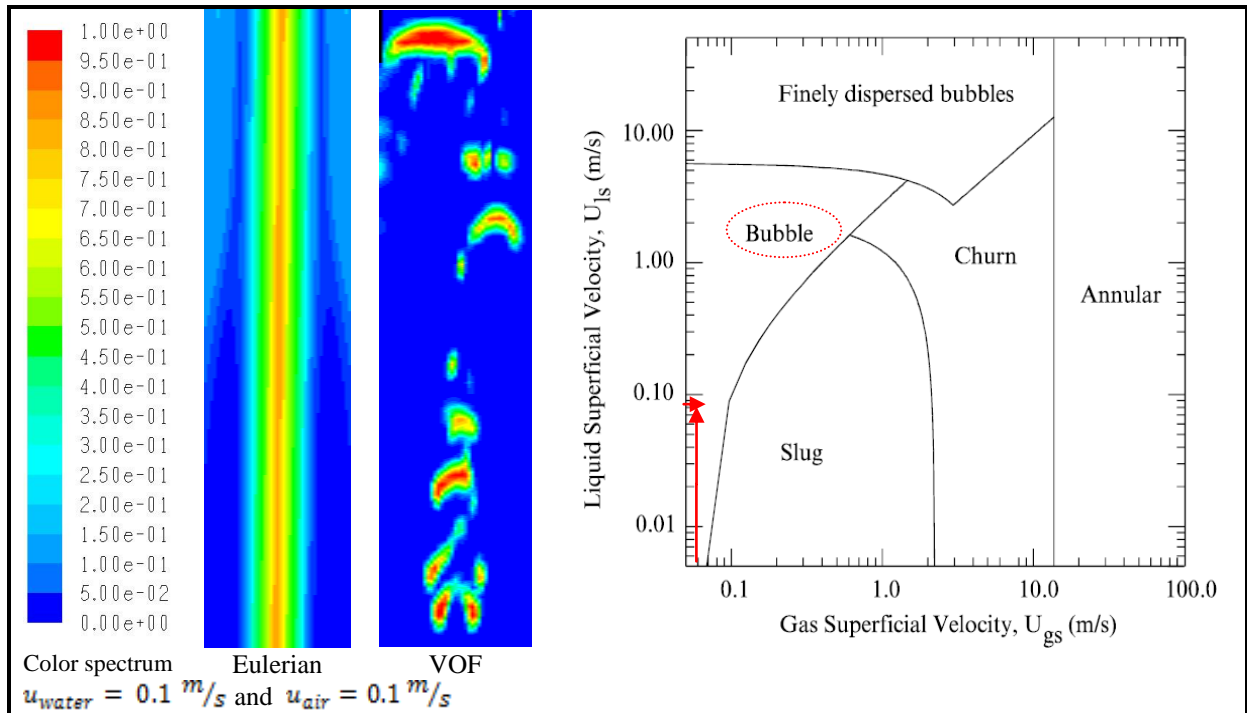 1.00e+00
9.50e-01
9.00e-01
8.50e-01
8.00e-01
7.50e-01
7.00e-01
6.50e-01
6.00e-01
5.50e-01
5.00e-01
4.50e-01
4.00e-01
3.50e-01
3.00e-01
2.50e-01
2.00e-01
1.50e-01
1.00e-01
5.00e-02
0.00e+00
Color spectrum
Eulerian
VOF
u_water = 0.1 m/s and u_air = 0.1 m/s
Liquid Superficial Velocity, U_ls (m/s)
10.00
1.00
0.10
0.01
Finely dispersed bubbles
Bubble
Churn
Annular
Slug
0.1
1.0
10.0
100.0
Gas Superficial Velocity, U_gs (m/s)